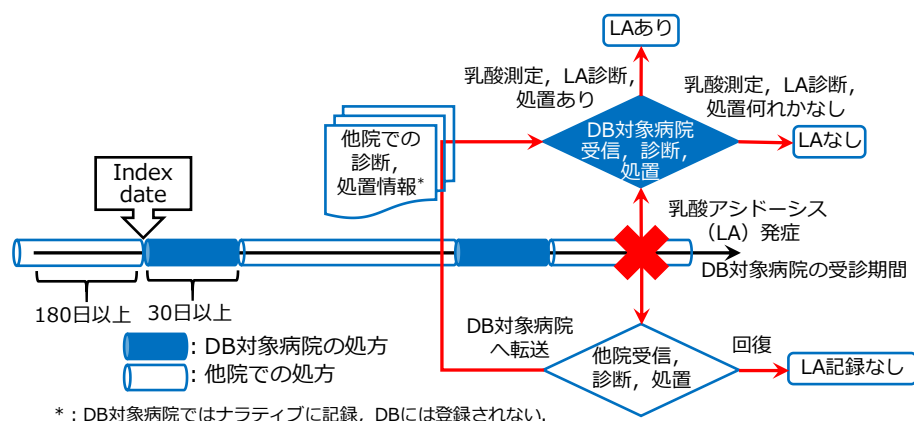 LAあり
乳酸測定，LA診断，
処置あり
乳酸測定，LA診断，
処置何れかなし
DB対象病院
受信，診断，
処置
LAなし
他院での
診断，
処置情報*
Index
date
乳酸アシドーシス
（LA）発症
DB対象病院の受診期間
180日以上
30日以上
DB対象病院
へ転送
他院受信，
診断，処置
回復
LA記録なし
: DB対象病院の処方
: 他院での処方
*：DB対象病院ではナラティブに記録，DBには登録されない．